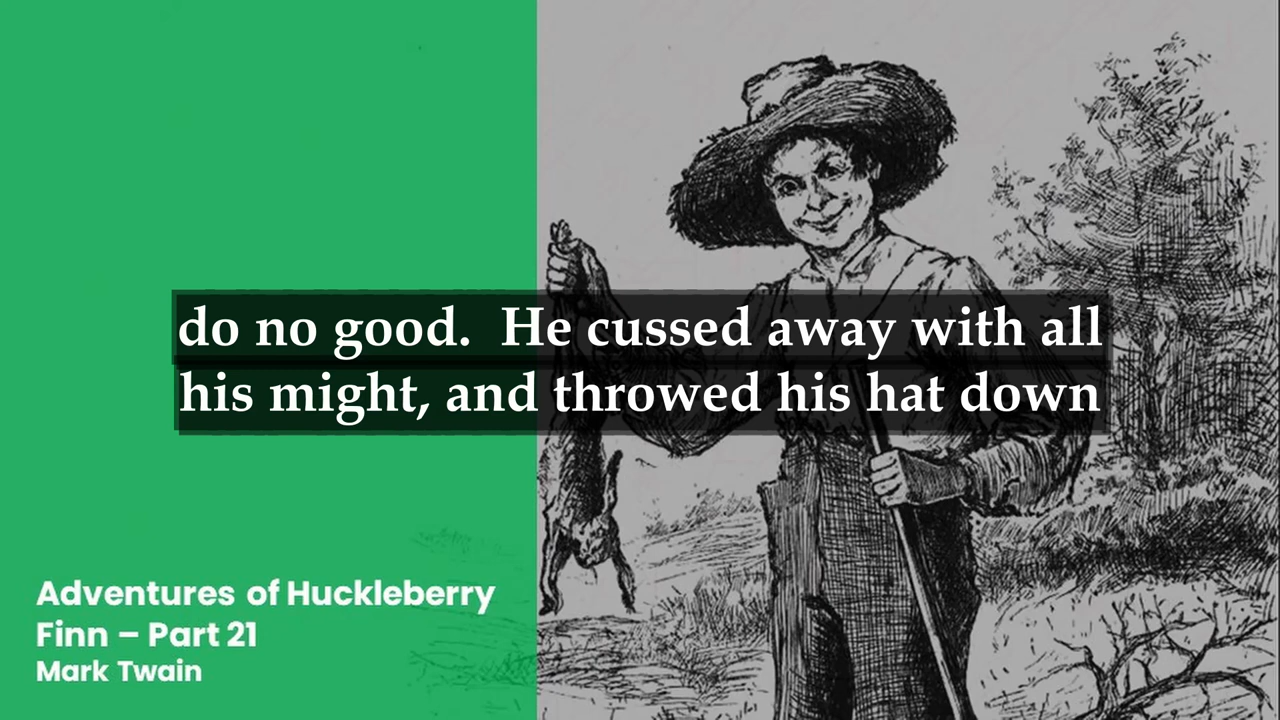 do no good.  He cussed away with all
his might, and throwed his hat down
Adventures of Huckleberry
Finn – Part 21
Mark Twain